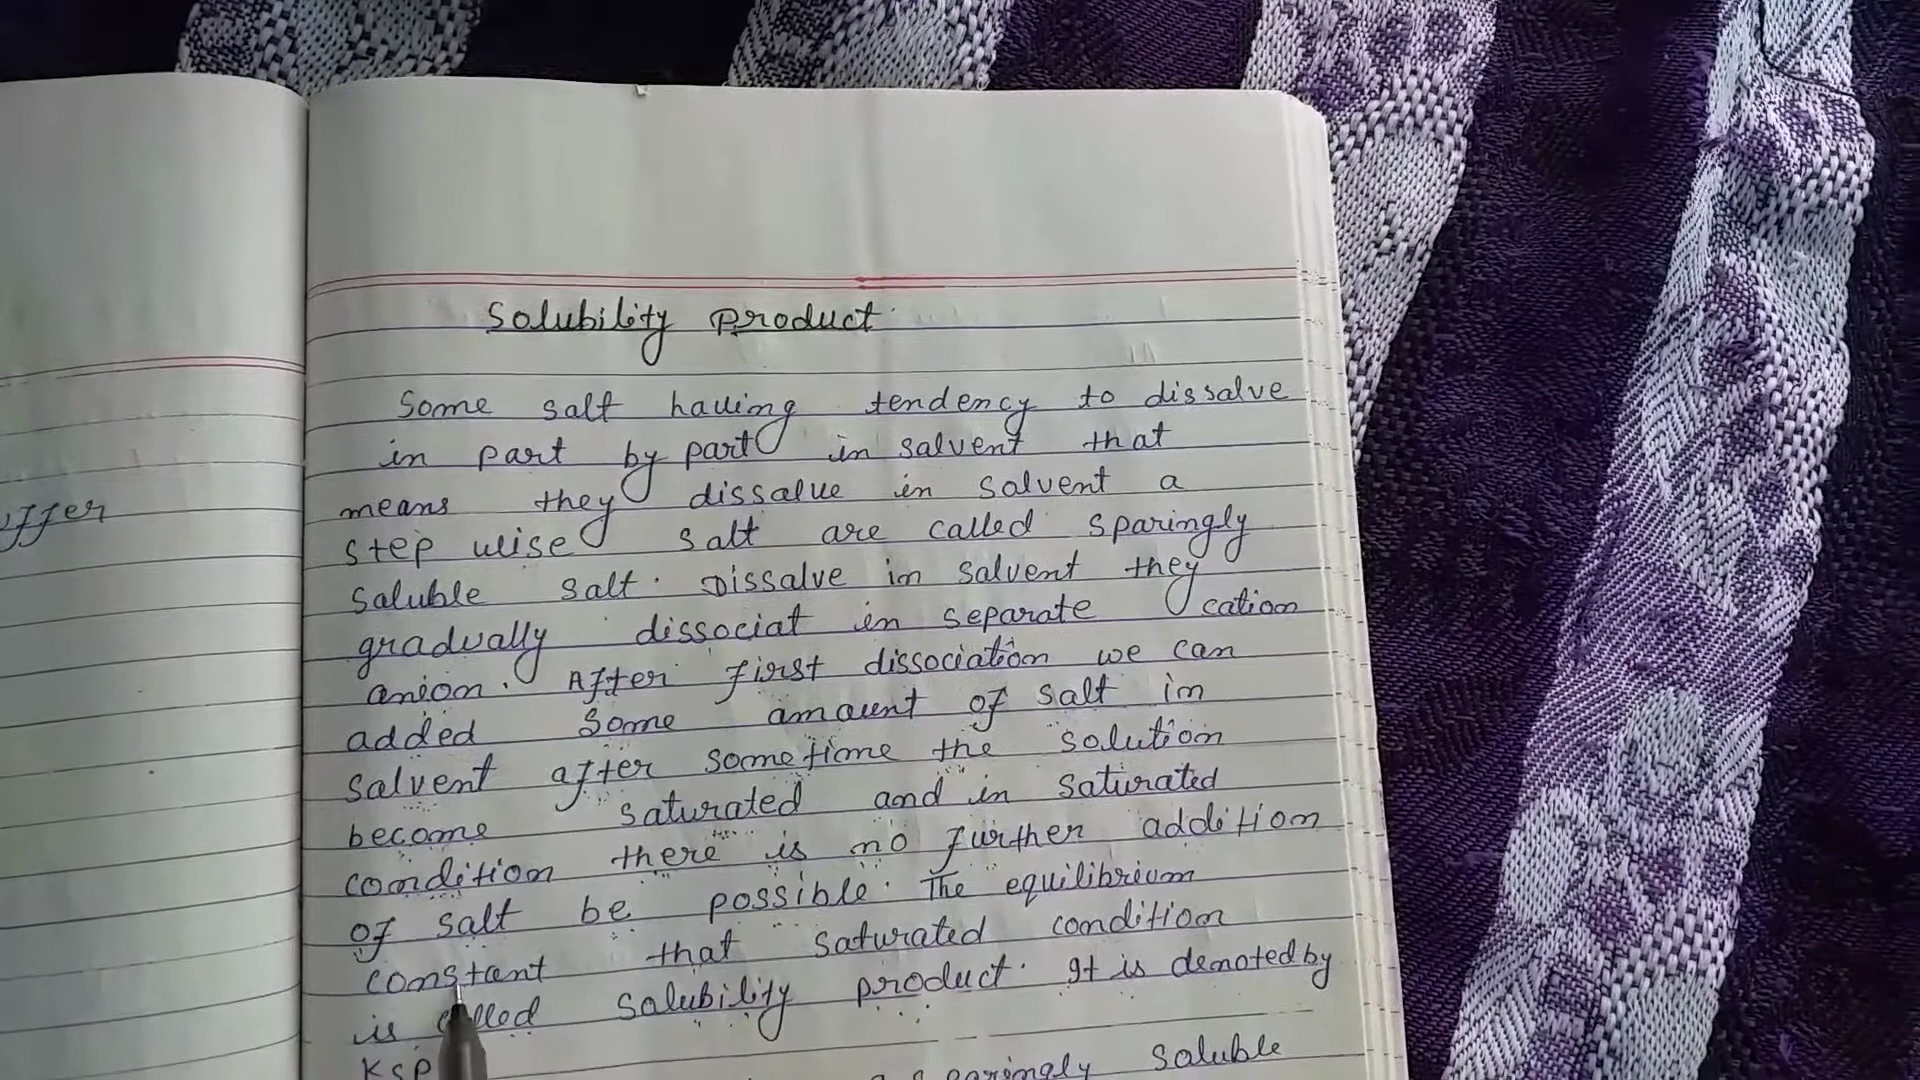 Solubility product
Some salt having tendency to dissalve
in part by part in salvent that
means they dissalve in salvent a
step wise salt are called sparingly
saluble salt. Dissalve in salvent they
gradually dissociat in separate cation
anion. After first dissociation we can
added some amaunt of salt in
salvent after sometime the solution
become saturated and in saturated
condition there is no further addition
of salt be possible. The equilibrium
constant that saturated condition
is called salubility product. It is denoted by
Ksp
saluble